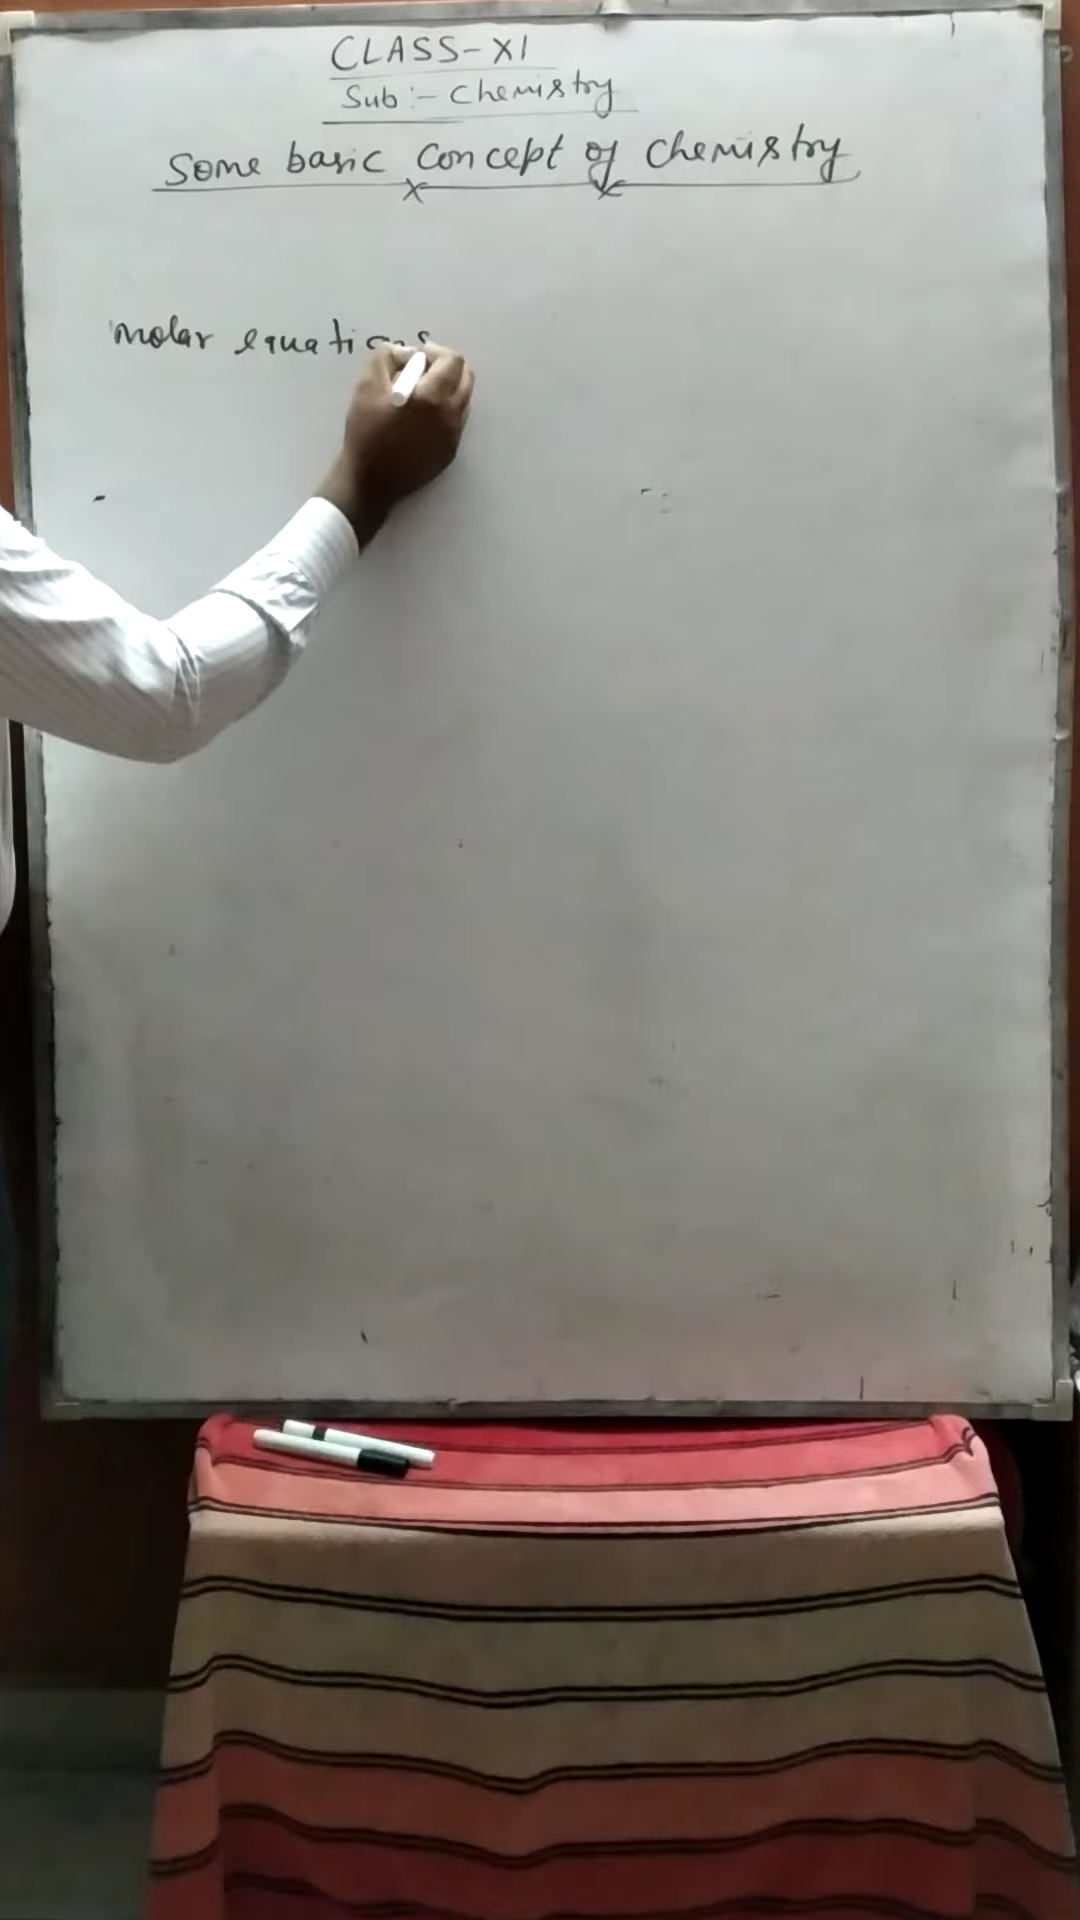 CLASS-XI
Sub:- Chemistry
Some basic concept of Chemistry
molar equations